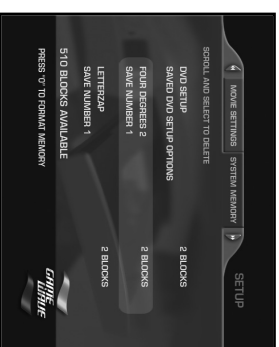 SETUP
MOVIE SETTINGS SYSTEM MEMORY
SCROLL AND SELECT TO DELETE
DVD SETUP 2 BLOCKS
SAVED DVD SETUP OPTIONS
FOUR DEGREES 2 2 BLOCKS
SAVE NUMBER 1
LETTERZAP 2 BLOCKS
SAVE NUMBER 1
510 BLOCKS AVAILABLE
PRESS '0' TO FORMAT MEMORY
GAME WAVE